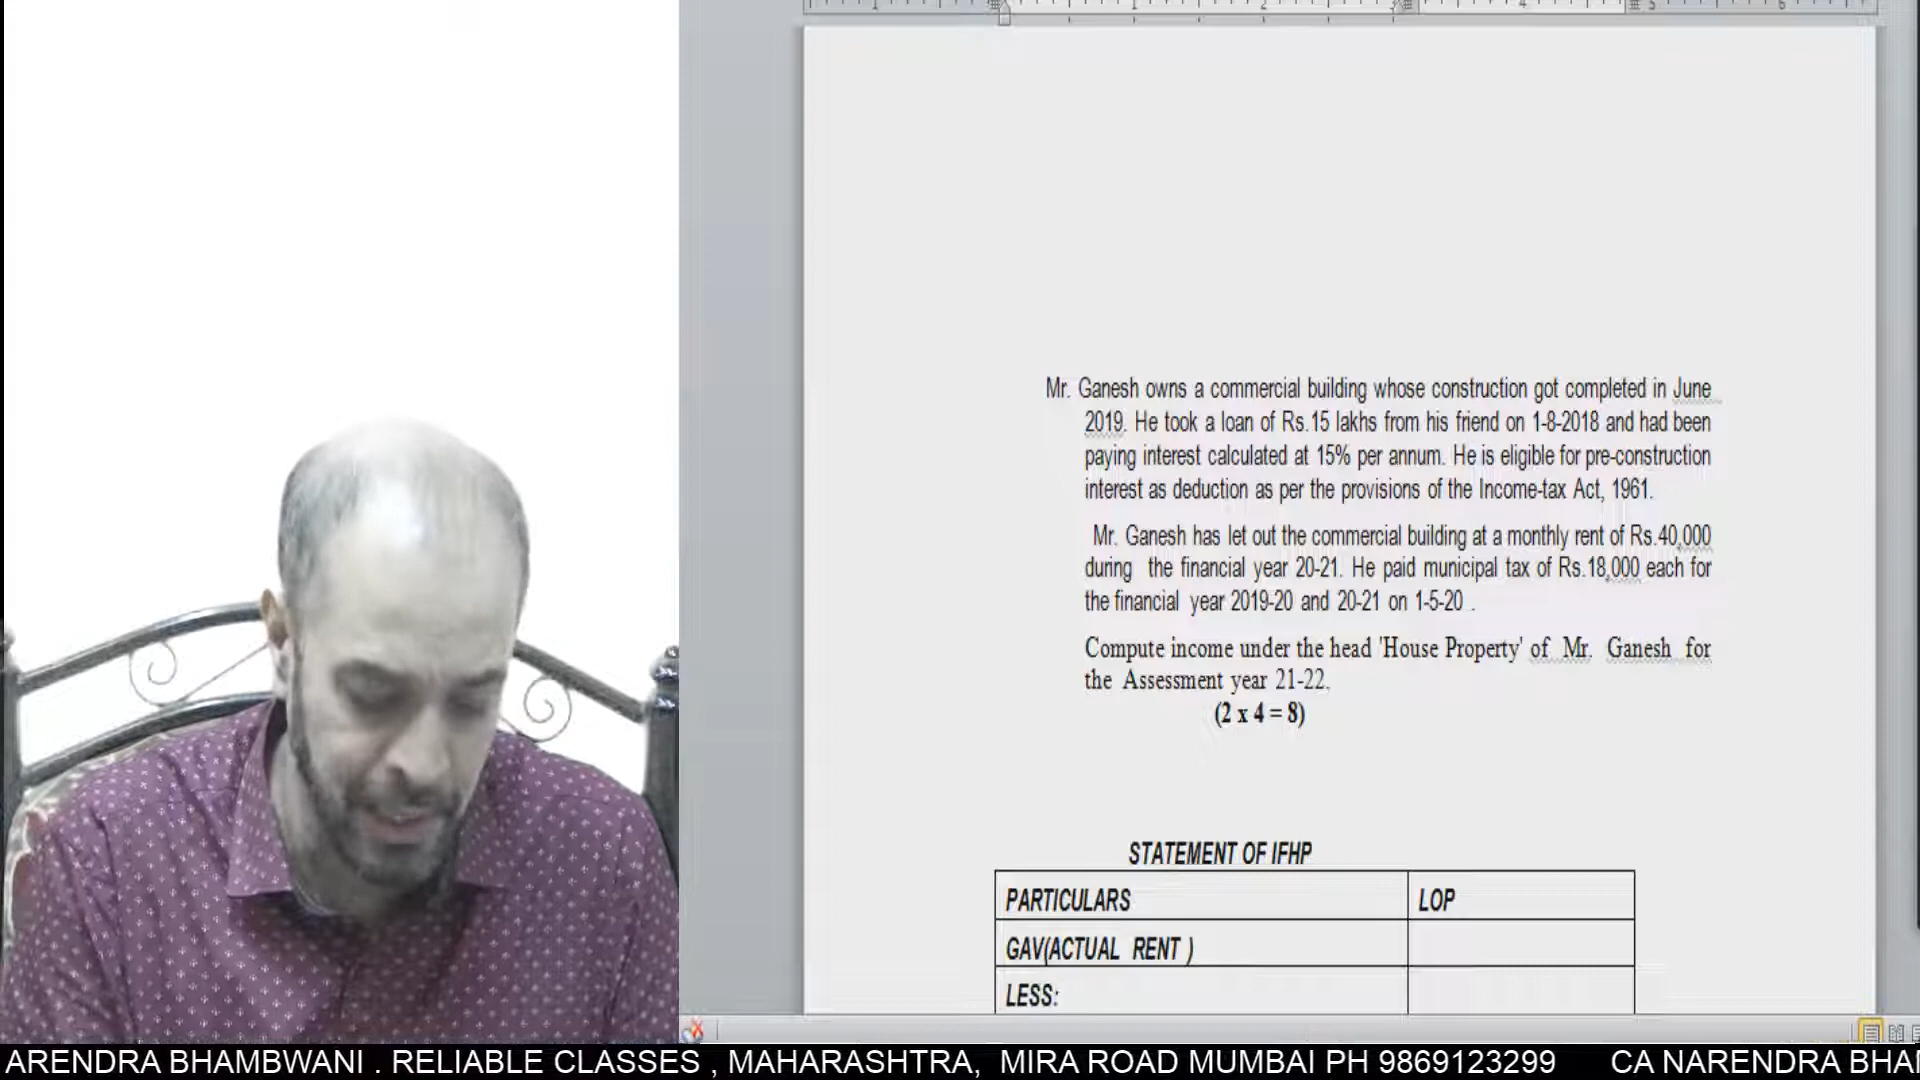 Mr. Ganesh owns a commercial building whose construction got completed in June
2019. He took a loan of Rs.15 lakhs from his friend on 1-8-2018 and had been
paying interest calculated at 15% per annum. He is eligible for pre-construction
interest as deduction as per the provisions of the Income-tax Act, 1961.
Mr. Ganesh has let out the commercial building at a monthly rent of Rs.40,000
during the financial year 20-21. He paid municipal tax of Rs.18,000 each for
the financial year 2019-20 and 20-21 on 1-5-20 .
Compute income under the head 'House Property' of Mr. Ganesh for
the Assessment year 21-22.
(2 x 4 = 8)
STATEMENT OF IFHP
PARTICULARS LOP
GAV(ACTUAL RENT )
LESS:
ARENDRA BHAMBWANI . RELIABLE CLASSES , MAHARASHTRA, MIRA ROAD MUMBAI PH 9869123299 CA NARENDRA BHAM